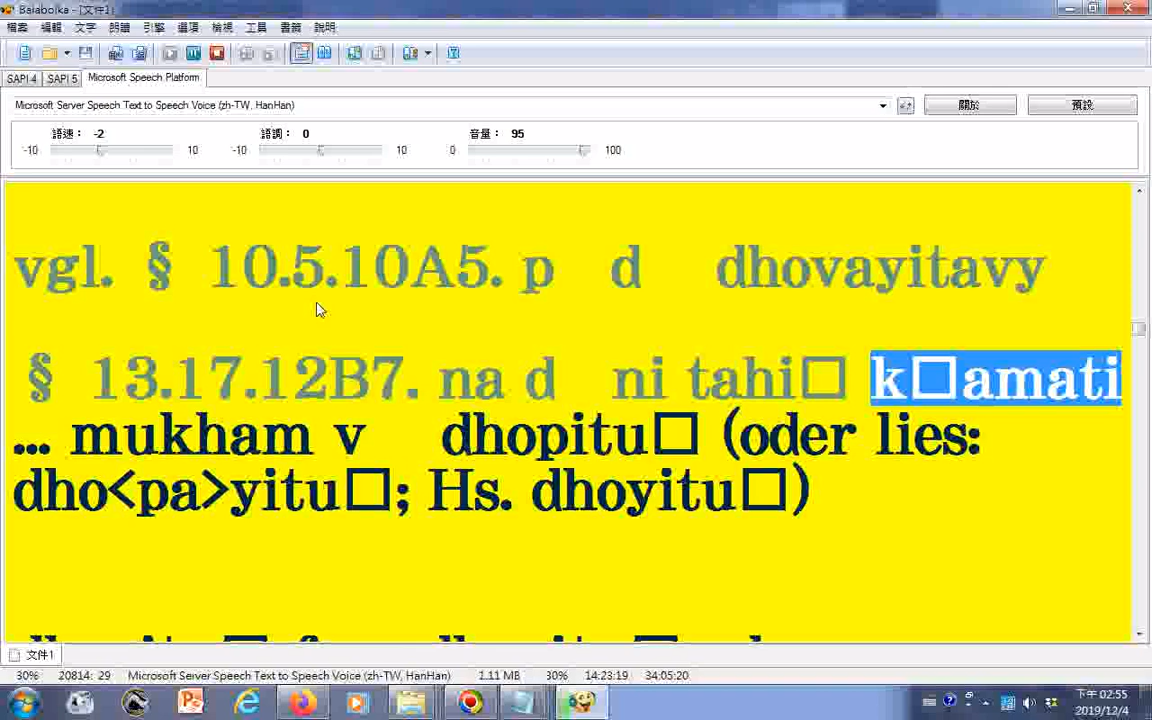 Balabolka - [文件1]
檔案 編輯 文字 朗讀 引擎 選項 檢視 工具 書籤 說明
SAPI 4 SAPI 5 Microsoft Speech Platform
Microsoft Server Speech Text to Speech Voice (zh-TW, HanHan) 關於 預設
語速： -2 語調： 0 音量： 95
-10 10 -10 10 0 100
vgl. § 10.5.10A5. p d dhovayitavy
§ 13.17.12B7. na d ni tahi□ k□amati
... mukham v dhopitu□ (oder lies:
dho<pa>yitu□; Hs. dhoyitu□)
文件1
30% 20814: 29 Microsoft Server Speech Text to Speech Voice (zh-TW, HanHan) 1.11 MB 30% 14:23:19 34:05:20
下午 02:55
2019/12/4